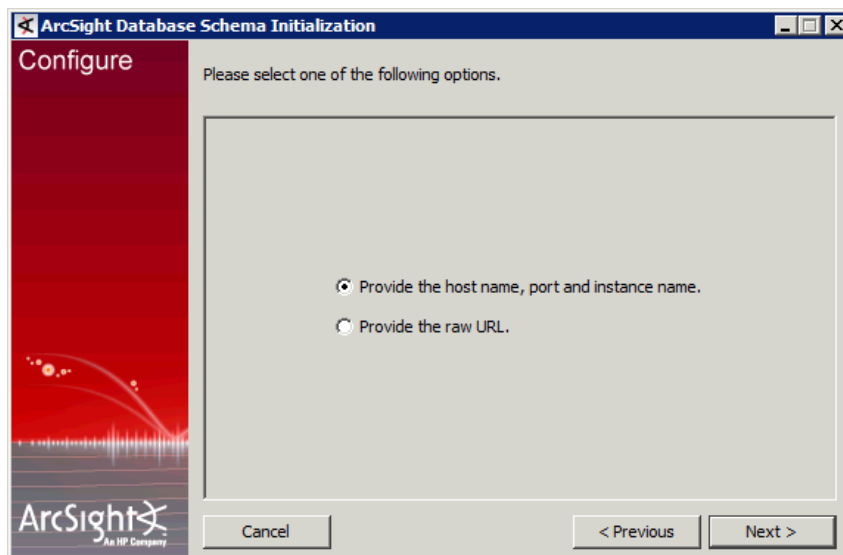 ArcSight Database Schema Initialization
Configure
Please select one of the following options.
Provide the host name, port and instance name.
Provide the raw URL.
ArcSight
An HP Company
Cancel
< Previous
Next >